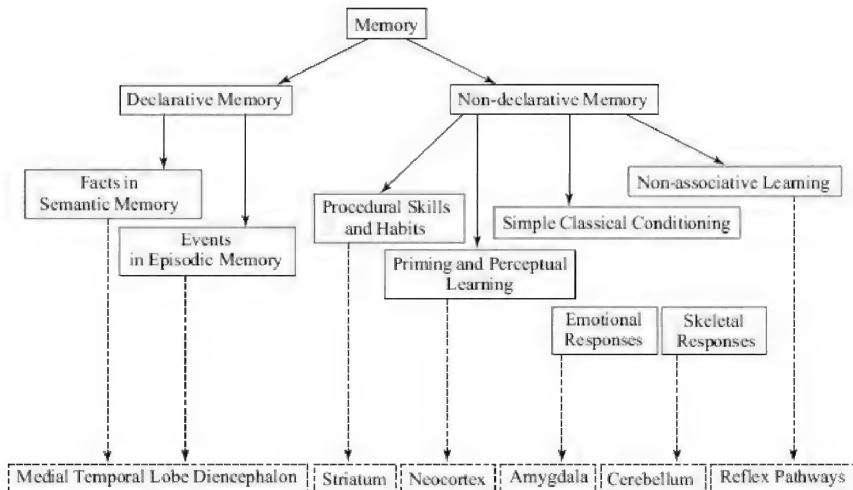 Memory
Declarative Memory
Non-declarative Memory
Facts in
Semantic Memory
Events
in Episodic Memory
Procedural Skills
and Habits
Priming and Perceptual
Learning
Simple Classical Conditioning
Non-associative Learning
Emotional
Responses
Skeletal
Responses
Medial Temporal Lobe Diencephalon
Striatum
Neocortex
Amygdala
Cerebellum
Reflex Pathways